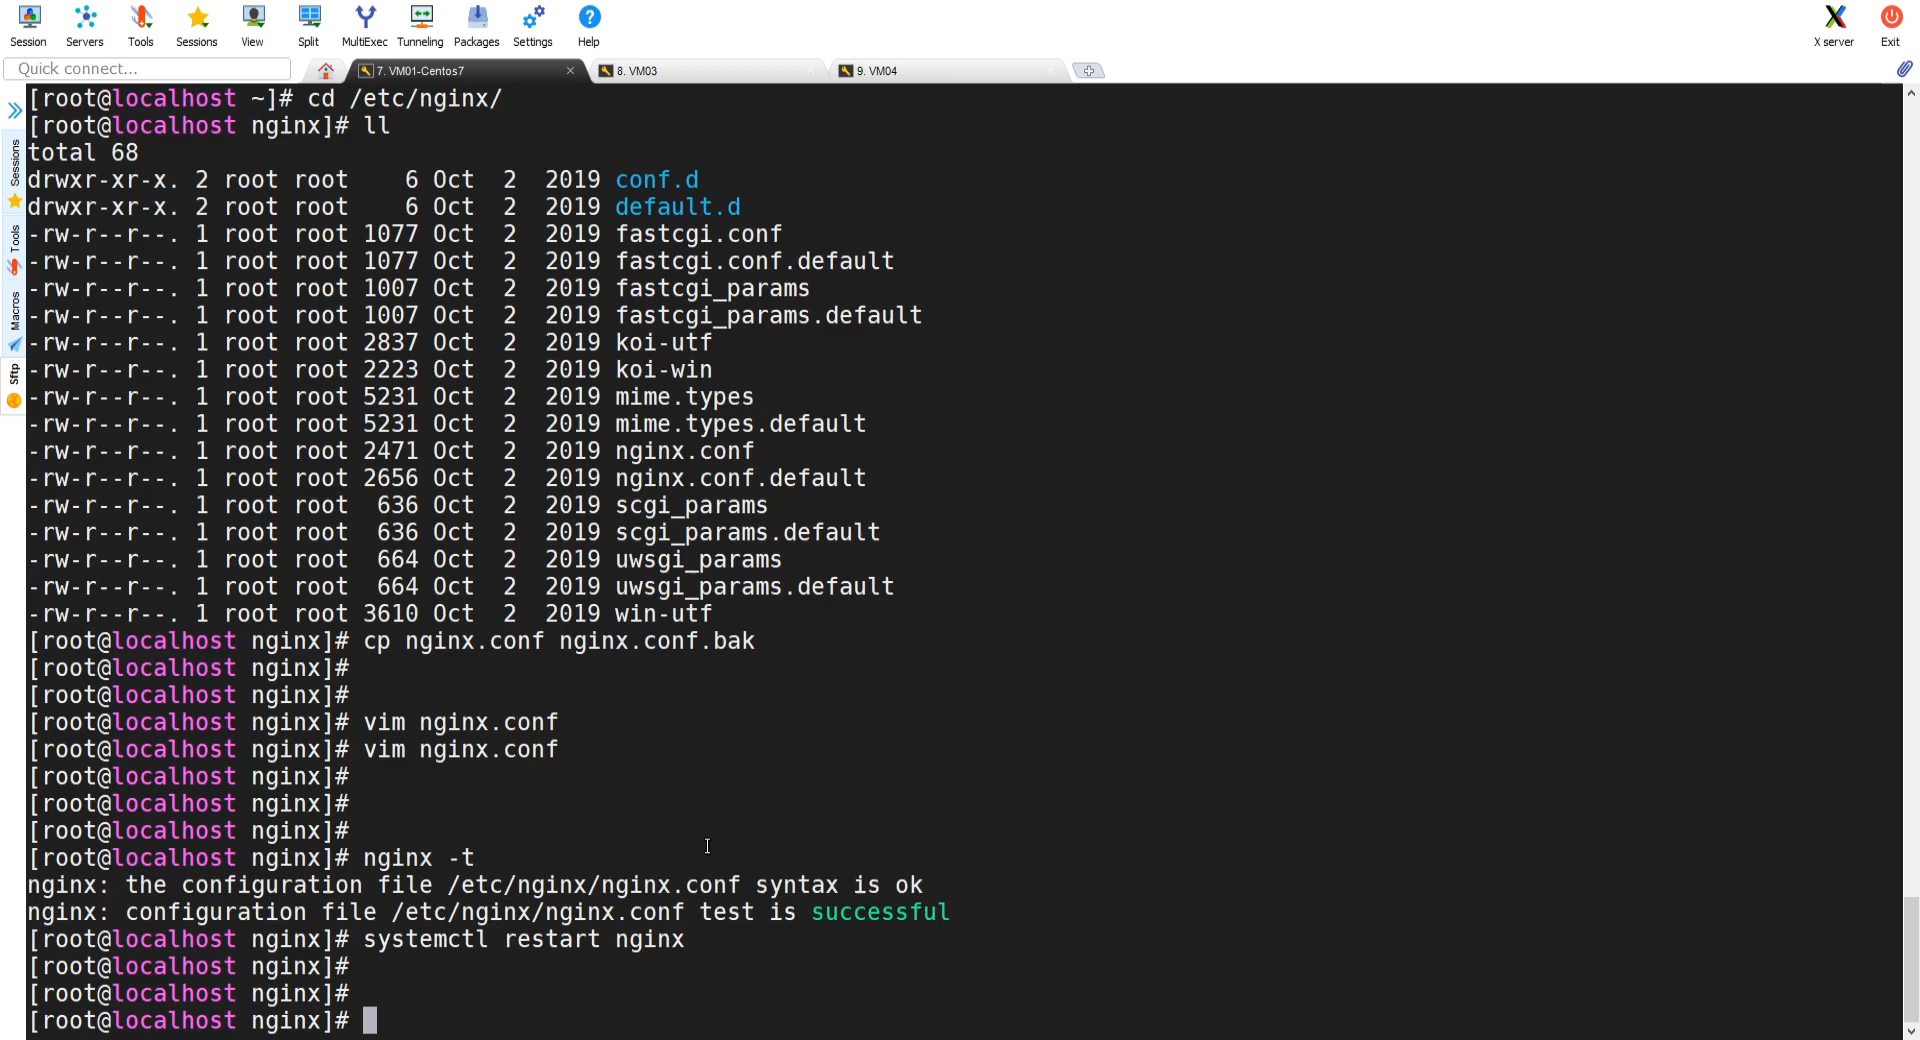 Session Servers Tools Sessions View Split MultiExec Tunneling Packages Settings Help X server Exit
Quick connect... 7. VM01-Centos7 8. VM03 9. VM04
Sessions
Tools
Macros
Sftp
[root@localhost ~]# cd /etc/nginx/
[root@localhost nginx]# ll
total 68
drwxr-xr-x. 2 root root    6 Oct  2  2019 conf.d
drwxr-xr-x. 2 root root    6 Oct  2  2019 default.d
-rw-r--r--. 1 root root 1077 Oct  2  2019 fastcgi.conf
-rw-r--r--. 1 root root 1077 Oct  2  2019 fastcgi.conf.default
-rw-r--r--. 1 root root 1007 Oct  2  2019 fastcgi_params
-rw-r--r--. 1 root root 1007 Oct  2  2019 fastcgi_params.default
-rw-r--r--. 1 root root 2837 Oct  2  2019 koi-utf
-rw-r--r--. 1 root root 2223 Oct  2  2019 koi-win
-rw-r--r--. 1 root root 5231 Oct  2  2019 mime.types
-rw-r--r--. 1 root root 5231 Oct  2  2019 mime.types.default
-rw-r--r--. 1 root root 2471 Oct  2  2019 nginx.conf
-rw-r--r--. 1 root root 2656 Oct  2  2019 nginx.conf.default
-rw-r--r--. 1 root root  636 Oct  2  2019 scgi_params
-rw-r--r--. 1 root root  636 Oct  2  2019 scgi_params.default
-rw-r--r--. 1 root root  664 Oct  2  2019 uwsgi_params
-rw-r--r--. 1 root root  664 Oct  2  2019 uwsgi_params.default
-rw-r--r--. 1 root root 3610 Oct  2  2019 win-utf
[root@localhost nginx]# cp nginx.conf nginx.conf.bak
[root@localhost nginx]#
[root@localhost nginx]#
[root@localhost nginx]# vim nginx.conf
[root@localhost nginx]# vim nginx.conf
[root@localhost nginx]#
[root@localhost nginx]#
[root@localhost nginx]#
[root@localhost nginx]# nginx -t
nginx: the configuration file /etc/nginx/nginx.conf syntax is ok
nginx: configuration file /etc/nginx/nginx.conf test is successful
[root@localhost nginx]# systemctl restart nginx
[root@localhost nginx]#
[root@localhost nginx]#
[root@localhost nginx]#